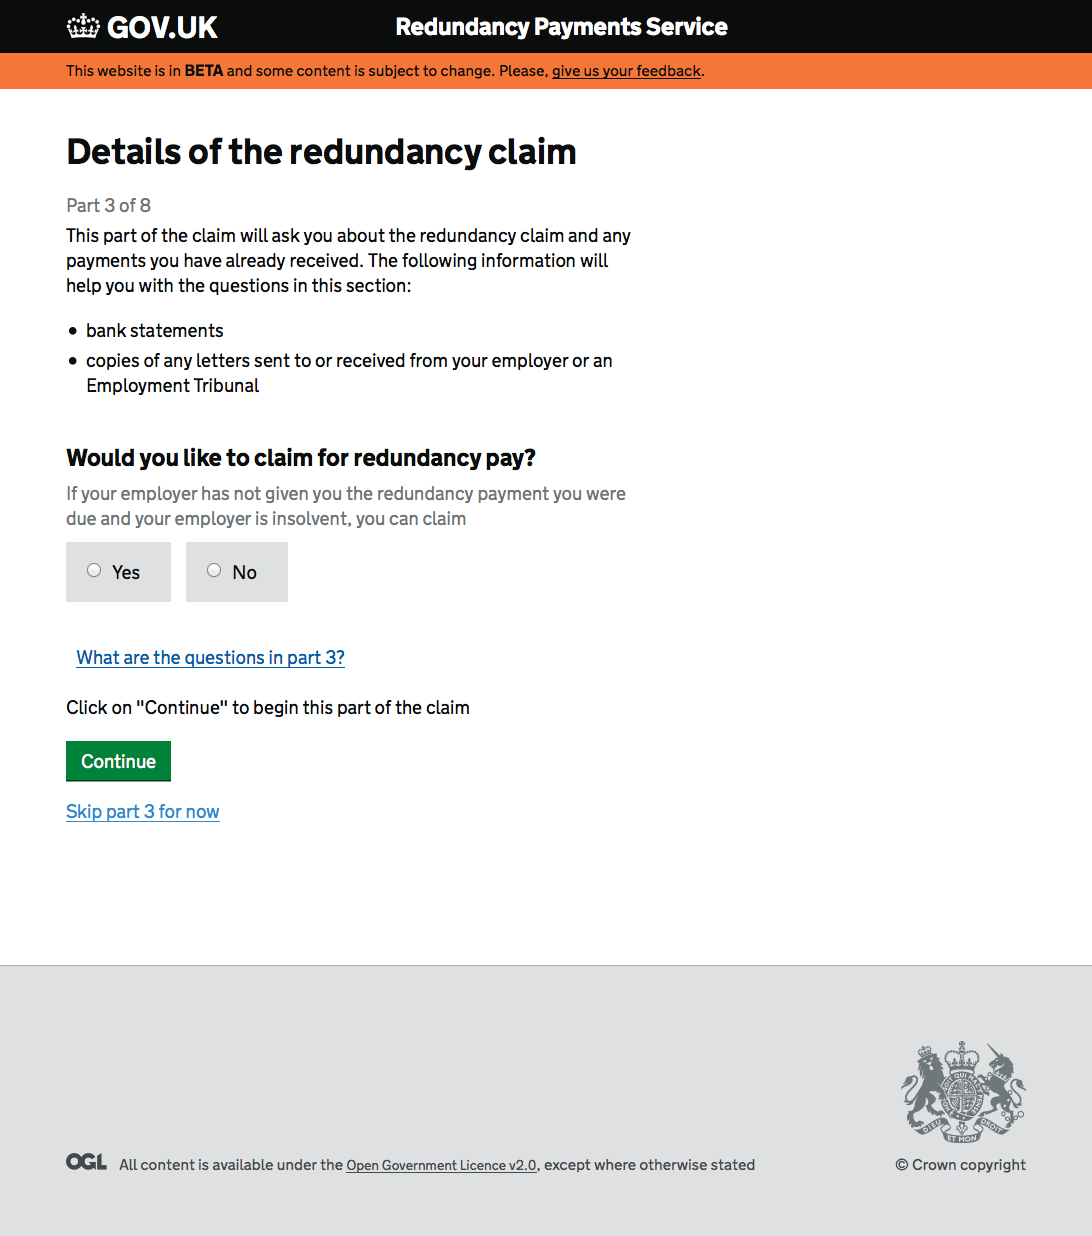 GOV.UK
Redundancy Payments Service
This website is in BETA and some content is subject to change. Please, give us your feedback.
Details of the redundancy claim
Part 3 of 8
This part of the claim will ask you about the redundancy claim and any
payments you have already received. The following information will
help you with the questions in this section:
• bank statements
• copies of any letters sent to or received from your employer or an
Employment Tribunal
Would you like to claim for redundancy pay?
If your employer has not given you the redundancy payment you were
due and your employer is insolvent, you can claim
Yes
No
What are the questions in part 3?
Click on "Continue" to begin this part of the claim
Continue
Skip part 3 for now
DIEU ET MON DROIT
OGL All content is available under the Open Government Licence v2.0, except where otherwise stated
© Crown copyright